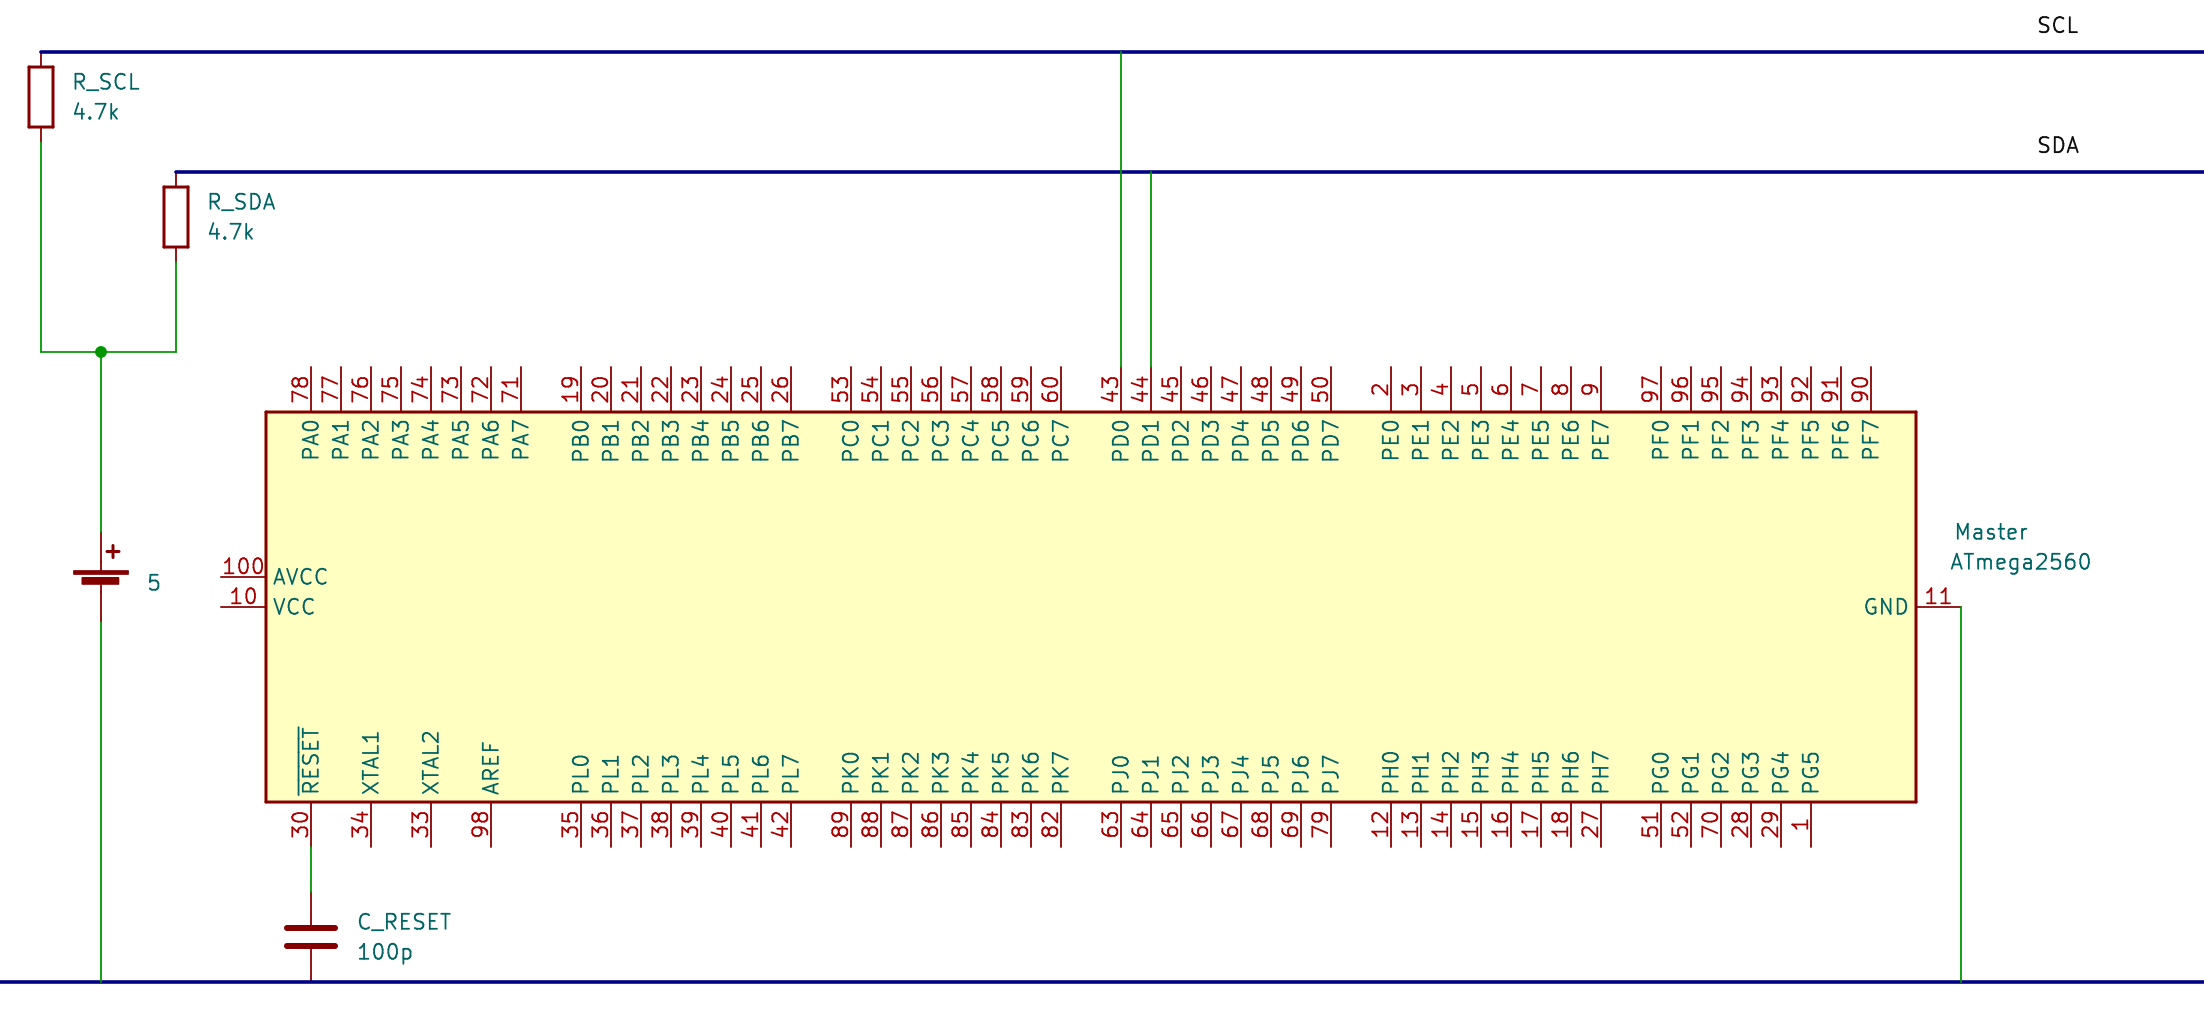 SCL
R_SCL
4.7k
SDA
R_SDA
4.7k
78 77 76 75 74 73 72 71 19 20 21 22 23 24 25 26 53 54 55 56 57 58 59 60 43 44 45 46 47 48 49 50 2 3 4 5 6 7 8 9 97 96 95 94 93 92 91 90
PA0 PA1 PA2 PA3 PA4 PA5 PA6 PA7 PB0 PB1 PB2 PB3 PB4 PB5 PB6 PB7 PC0 PC1 PC2 PC3 PC4 PC5 PC6 PC7 PD0 PD1 PD2 PD3 PD4 PD5 PD6 PD7 PE0 PE1 PE2 PE3 PE4 PE5 PE6 PE7 PF0 PF1 PF2 PF3 PF4 PF5 PF6 PF7
Master
ATmega2560
+
5
100 AVCC
10 VCC
GND 11
RESET XTAL1 XTAL2 AREF PL0 PL1 PL2 PL3 PL4 PL5 PL6 PL7 PK0 PK1 PK2 PK3 PK4 PK5 PK6 PK7 PJ0 PJ1 PJ2 PJ3 PJ4 PJ5 PJ6 PJ7 PH0 PH1 PH2 PH3 PH4 PH5 PH6 PH7 PG0 PG1 PG2 PG3 PG4 PG5
30 34 33 98 35 36 37 38 39 40 41 42 89 88 87 86 85 84 83 82 63 64 65 66 67 68 69 79 12 13 14 15 16 17 18 27 51 52 70 28 29 1
C_RESET
100p